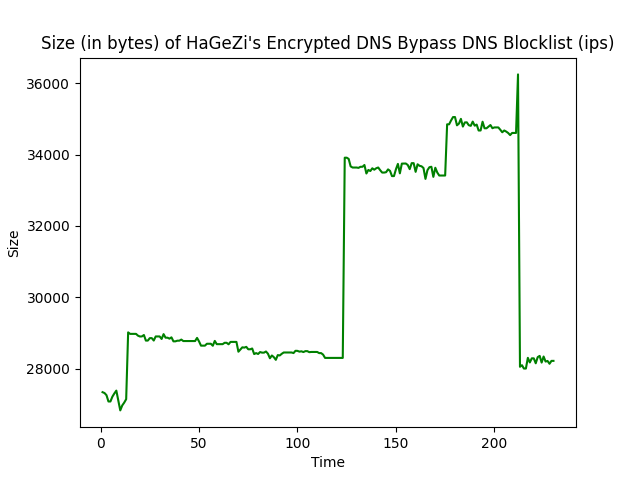 Size (in bytes) of HaGeZi's Encrypted DNS Bypass DNS Blocklist (ips)
36000
34000
32000
30000
28000
Size
0 50 100 150 200
Time